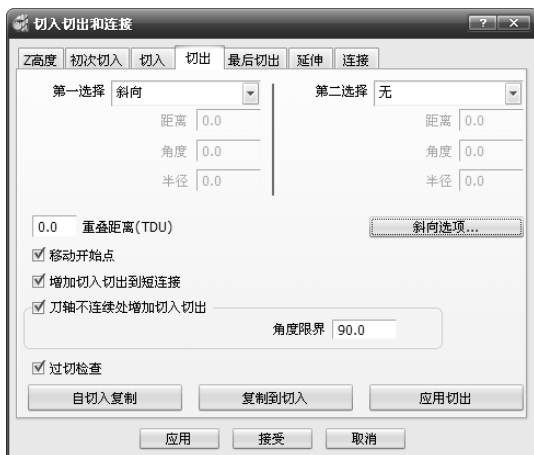 切入切出和连接
Z高度 初次切入 切入 切出 最后切出 延伸 连接
第一选择 斜向 第二选择 无
距离 0.0 距离 0.0
角度 0.0 角度 0.0
半径 0.0 半径 0.0
0.0 重叠距离(TDU) 斜向选项...
移动开始点
增加切入切出到短连接
刀轴不连续处增加切入切出
角度限界 90.0
过切检查
自切入复制 复制到切入 应用切出
应用 接受 取消